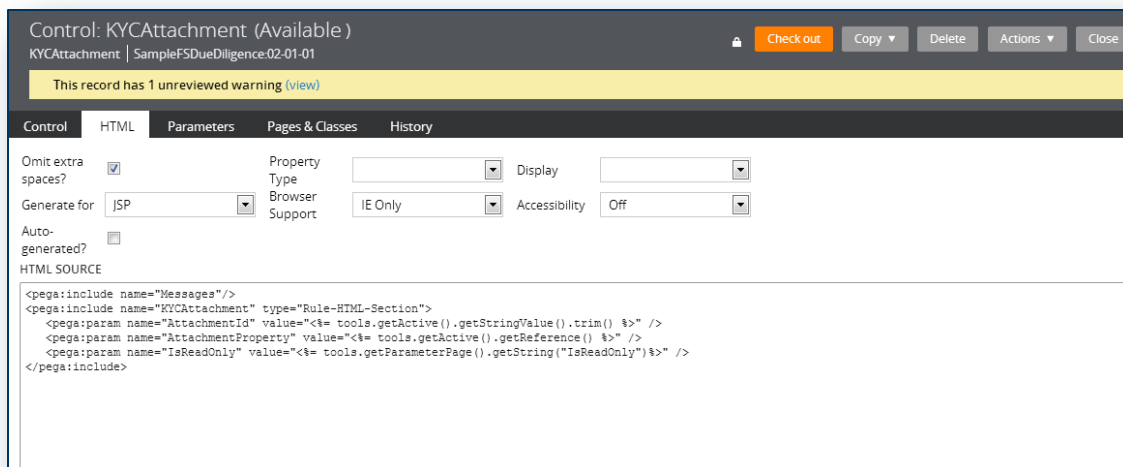 Control: KYCAttachment (Available)
KYCAttachment | SampleFSDueDiligence:02-01-01
Check out
Copy ▼
Delete
Actions ▼
Close
This record has 1 unreviewed warning (view)
Control HTML Parameters Pages & Classes History
Omit extra
spaces?
Property
Type
Display
Generate for JSP
Browser
Support
IE Only
Accessibility Off
Auto-
generated?
HTML SOURCE
<pega:include name="Messages"/>
<pega:include name="KYCAttachment" type="Rule-HTML-Section">
<pega:param name="AttachmentId" value="<%= tools.getActive().getStringValue().trim() %>" />
<pega:param name="AttachmentProperty" value="<%= tools.getActive().getReference() %>" />
<pega:param name="IsReadOnly" value="<%= tools.getParameterPage().getString("IsReadOnly")%>" />
</pega:include>